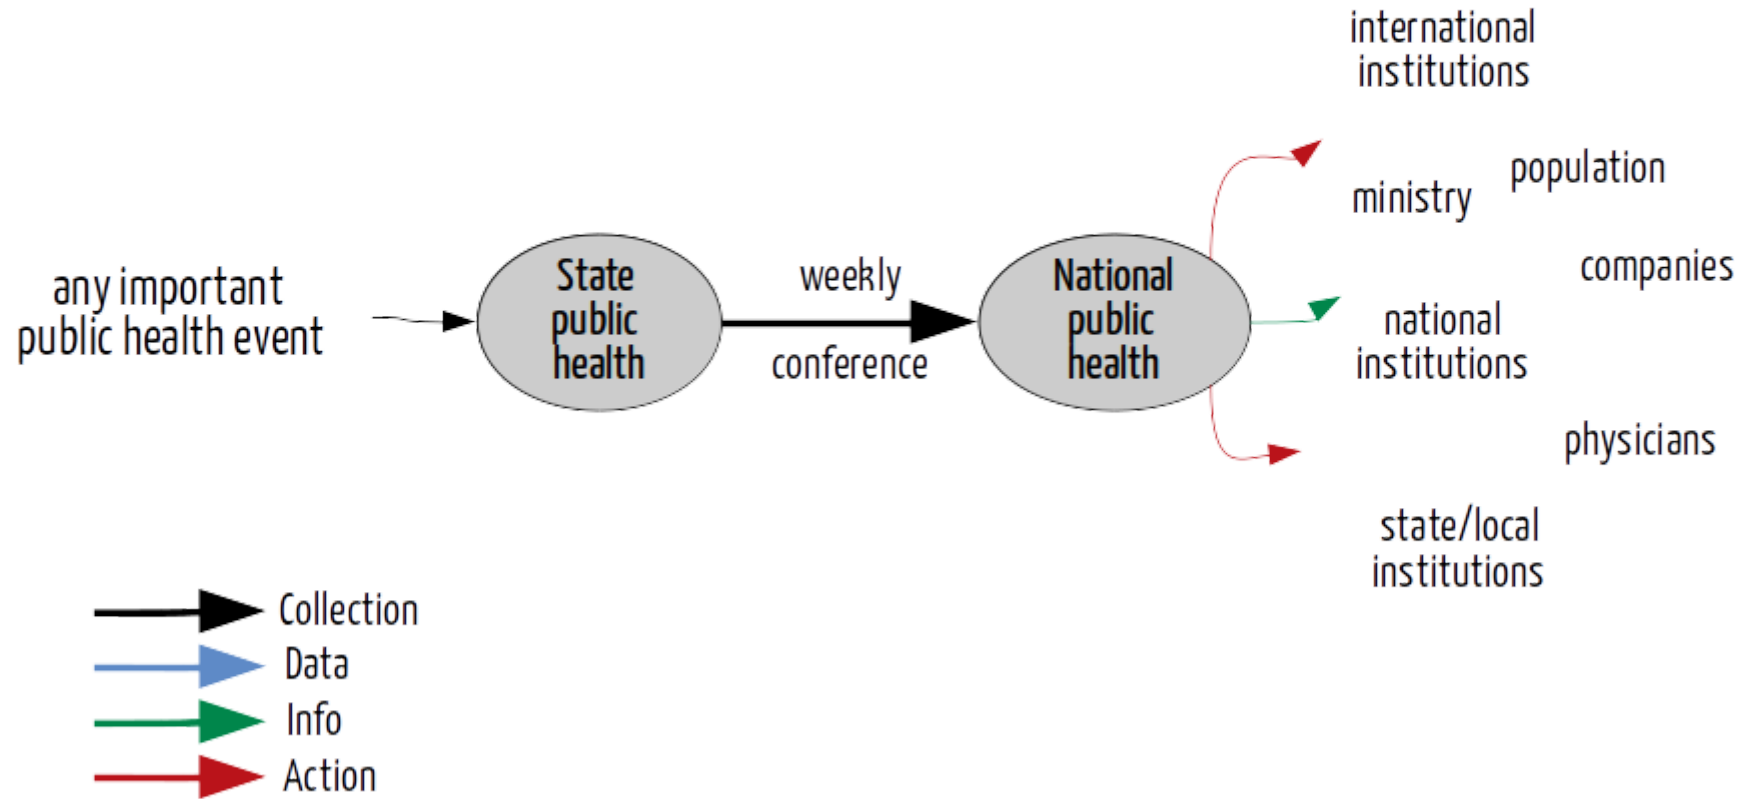 any important
public health event
State
public
health
weekly
conference
National
public
health
international
institutions
population
ministry
companies
national
institutions
physicians
state/local
institutions
Collection
Data
Info
Action